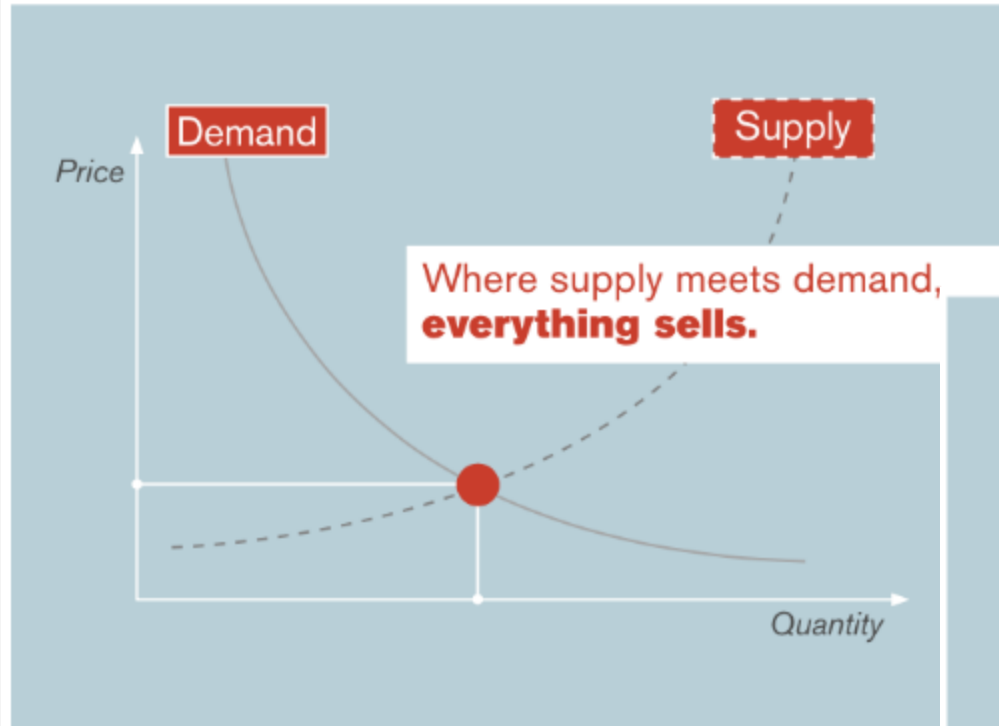 Demand
Supply
Price
Where supply meets demand,
everything sells.
Quantity